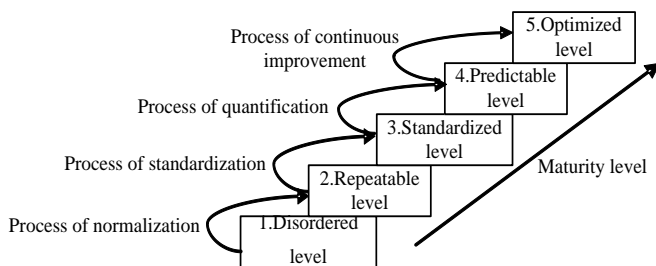 5.Optimized
level
Process of continuous
improvement
4.Predictable
level
Process of quantification
3.Standardized
level
Process of standardization
Maturity level
2.Repeatable
level
Process of normalization
1.Disordered
level